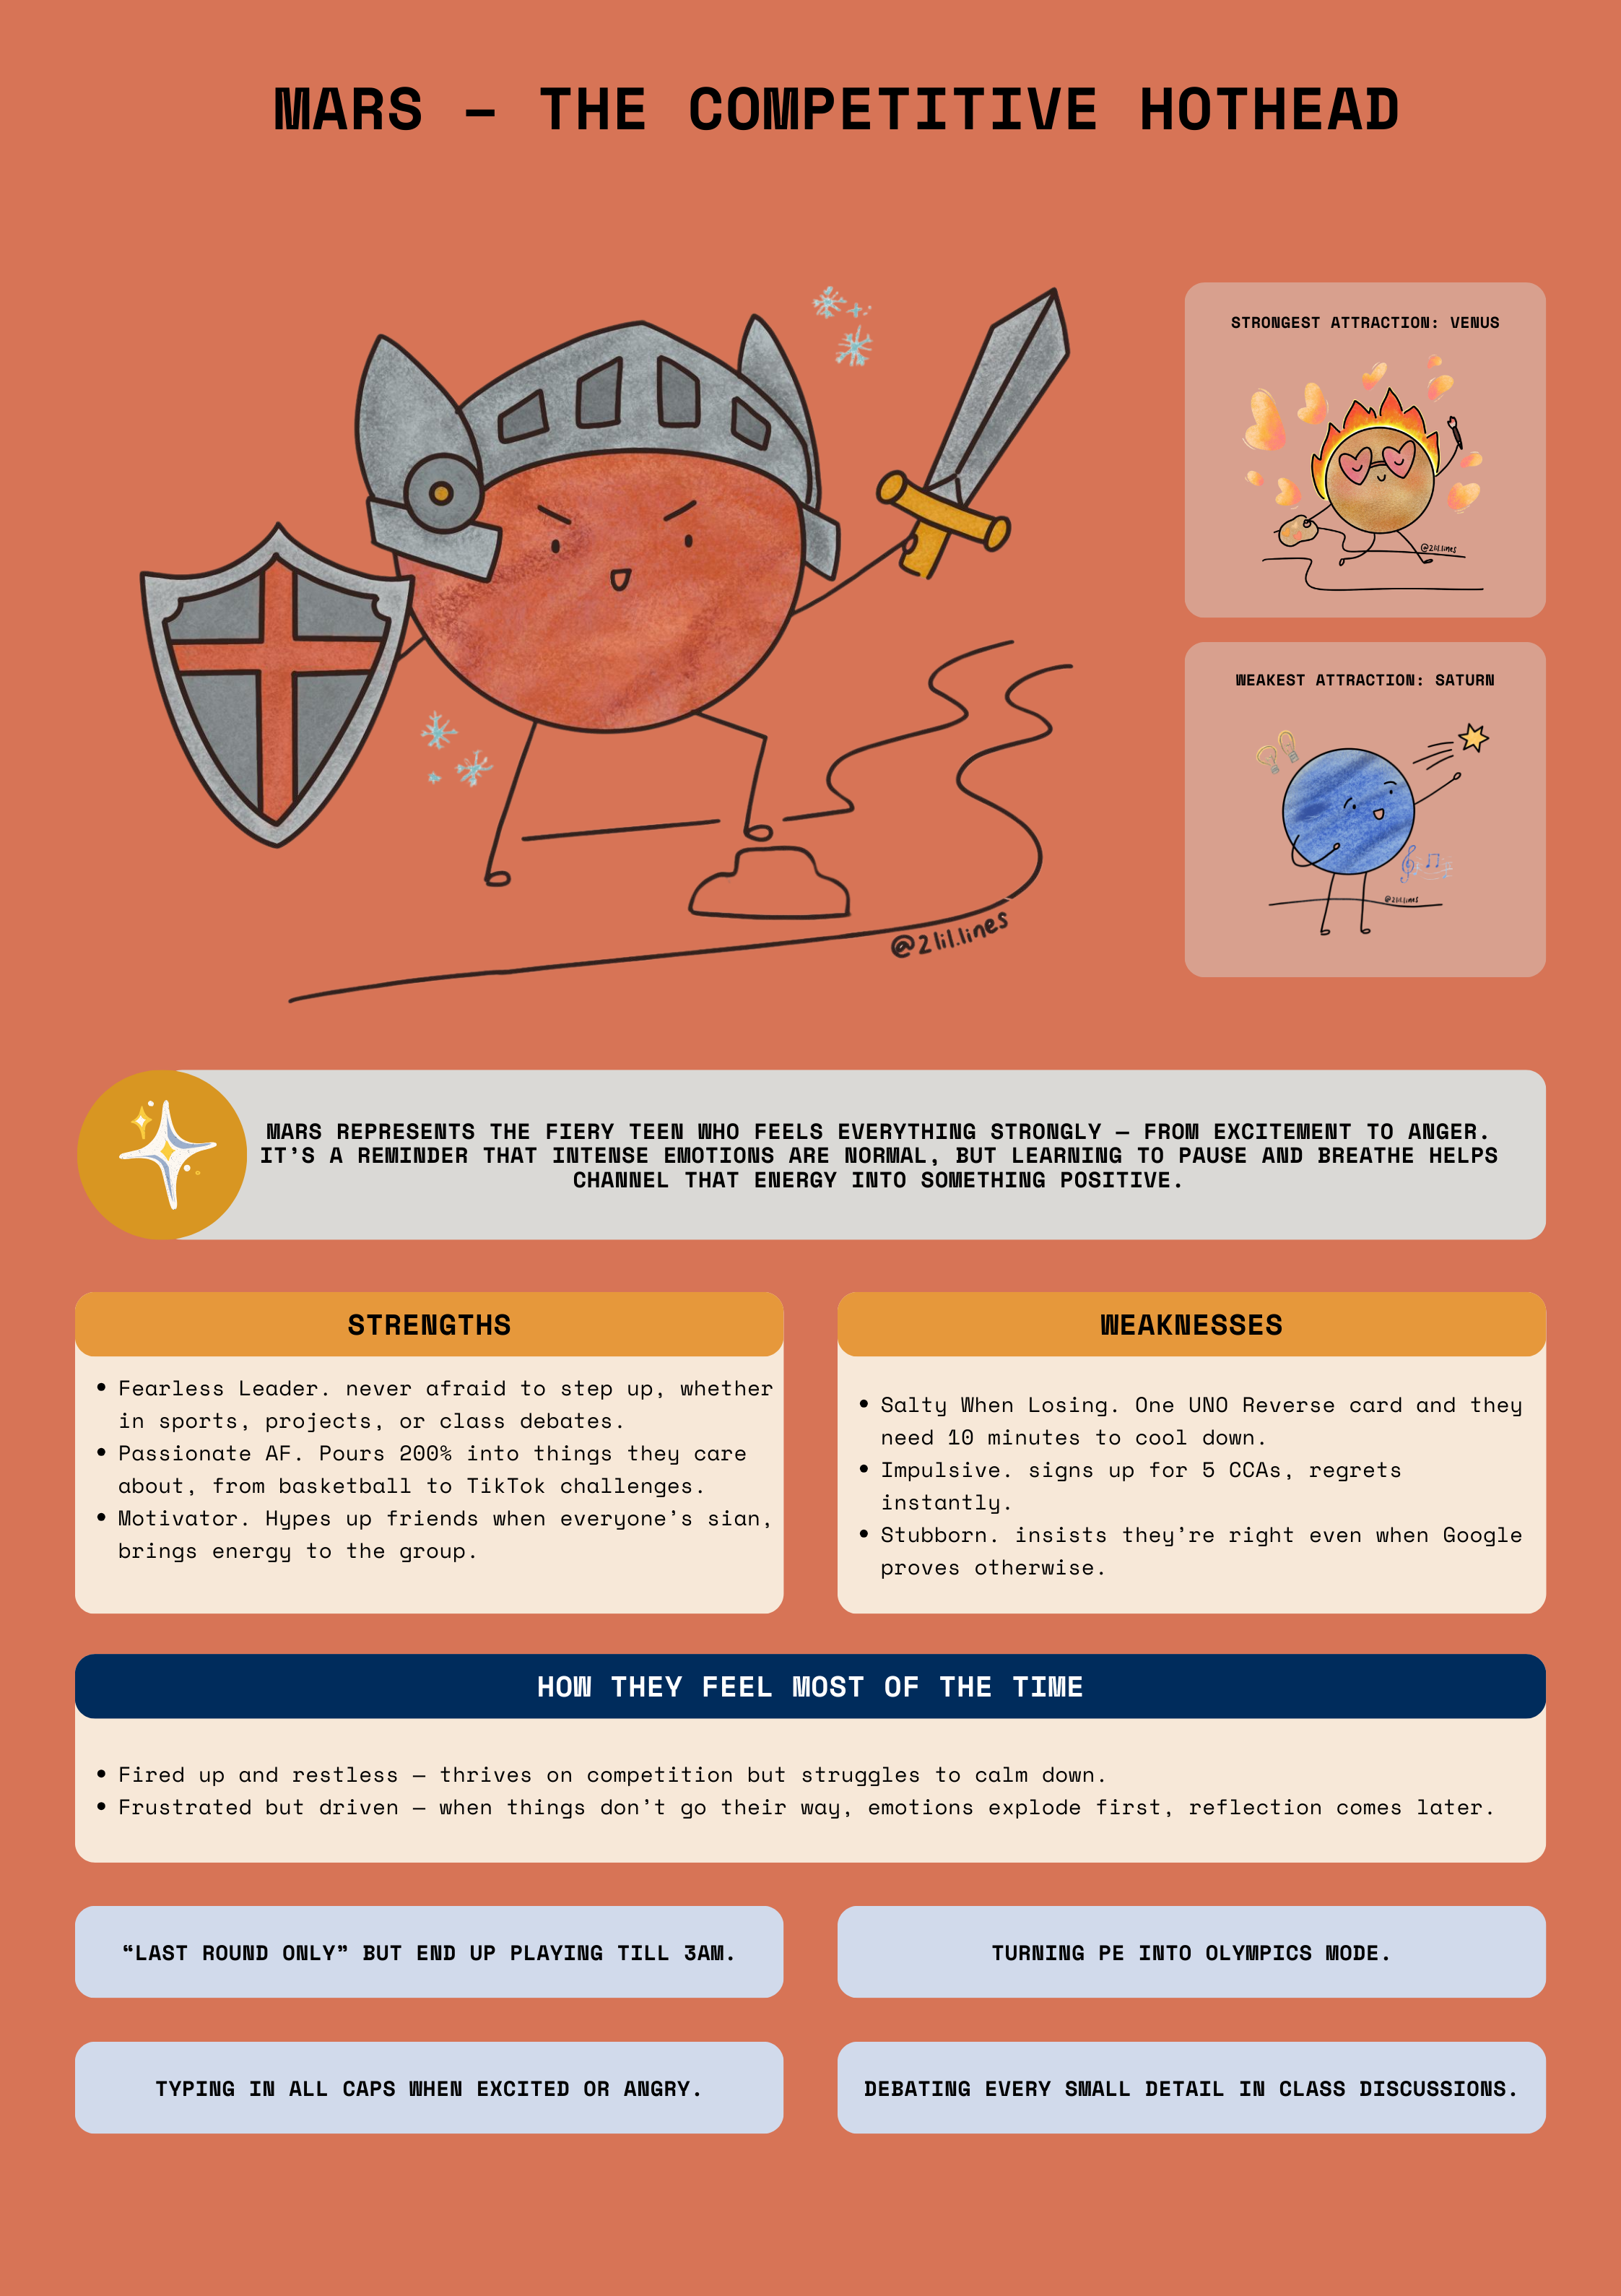 MARS – THE COMPETITIVE HOTHEAD
STRONGEST ATTRACTION: VENUS
@2lil.lines
WEAKEST ATTRACTION: SATURN
@2lil.lines
@2lil.lines
MARS REPRESENTS THE FIERY TEEN WHO FEELS EVERYTHING STRONGLY – FROM EXCITEMENT TO ANGER.
IT'S A REMINDER THAT INTENSE EMOTIONS ARE NORMAL, BUT LEARNING TO PAUSE AND BREATHE HELPS
CHANNEL THAT ENERGY INTO SOMETHING POSITIVE.
STRENGTHS
• Fearless Leader. never afraid to step up, whether
in sports, projects, or class debates.
• Passionate AF. Pours 200% into things they care
about, from basketball to TikTok challenges.
• Motivator. Hypes up friends when everyone's sian,
brings energy to the group.
WEAKNESSES
• Salty When Losing. One UNO Reverse card and they
need 10 minutes to cool down.
• Impulsive. signs up for 5 CCAs, regrets
instantly.
• Stubborn. insists they're right even when Google
proves otherwise.
HOW THEY FEEL MOST OF THE TIME
• Fired up and restless – thrives on competition but struggles to calm down.
• Frustrated but driven – when things don't go their way, emotions explode first, reflection comes later.
“LAST ROUND ONLY” BUT END UP PLAYING TILL 3AM.
TURNING PE INTO OLYMPICS MODE.
TYPING IN ALL CAPS WHEN EXCITED OR ANGRY.
DEBATING EVERY SMALL DETAIL IN CLASS DISCUSSIONS.